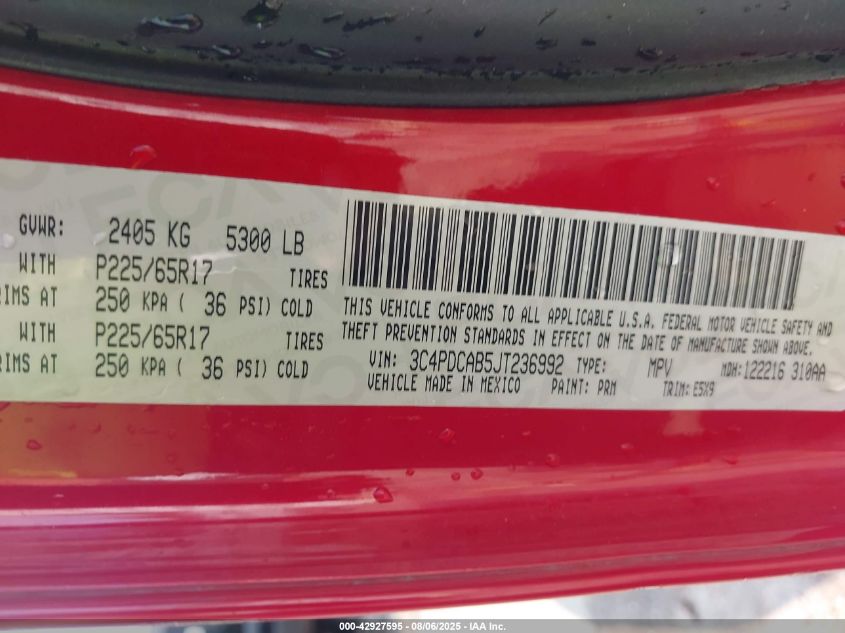 GVWR: 2405 KG 5300 LB
WITH P225/65R17 TIRES
RIMS AT 250 KPA ( 36 PSI) COLD
WITH P225/65R17 TIRES
RIMS AT 250 KPA ( 36 PSI) COLD
THIS VEHICLE CONFORMS TO ALL APPLICABLE U.S.A. FEDERAL MOTOR VEHICLE SAFETY AND
THEFT PREVENTION STANDARDS IN EFFECT ON THE DATE OF MANUFACTURE SHOWN ABOVE.
VIN: 3C4PDCAB5JT236992 TYPE: MPV MDH:122216 310AA
VEHICLE MADE IN MEXICO PAINT: PRM TRIM: E5X9
000-42927595 - 08/06/2025 - IAA Inc.